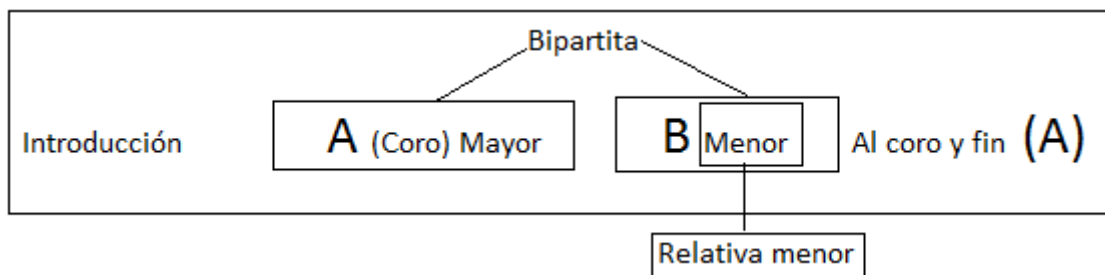 Bipartita
Introducción A (Coro) Mayor B Menor Al coro y fin (A)
Relativa menor